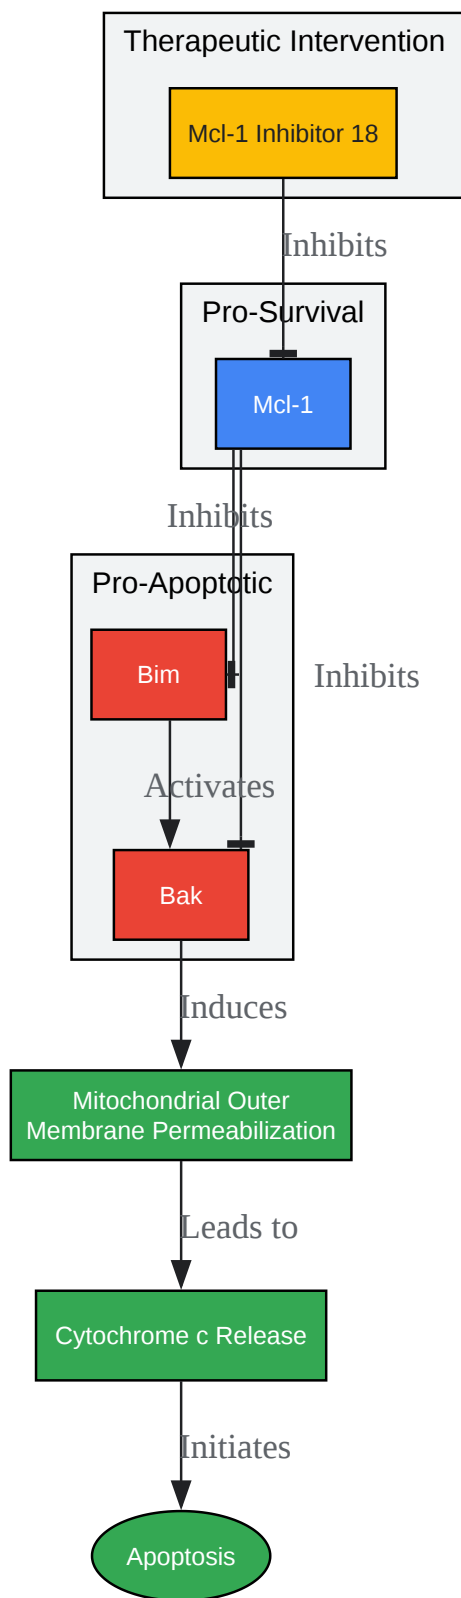 Therapeutic Intervention
Mcl-1 Inhibitor 18
Inhibits
Pro-Survival
Mcl-1
Inhibits
Pro-Apoptotic
Bim
Inhibits
Activates
Bak
Induces
Mitochondrial Outer
Membrane Permeabilization
Leads to
Cytochrome c Release
Initiates
Apoptosis